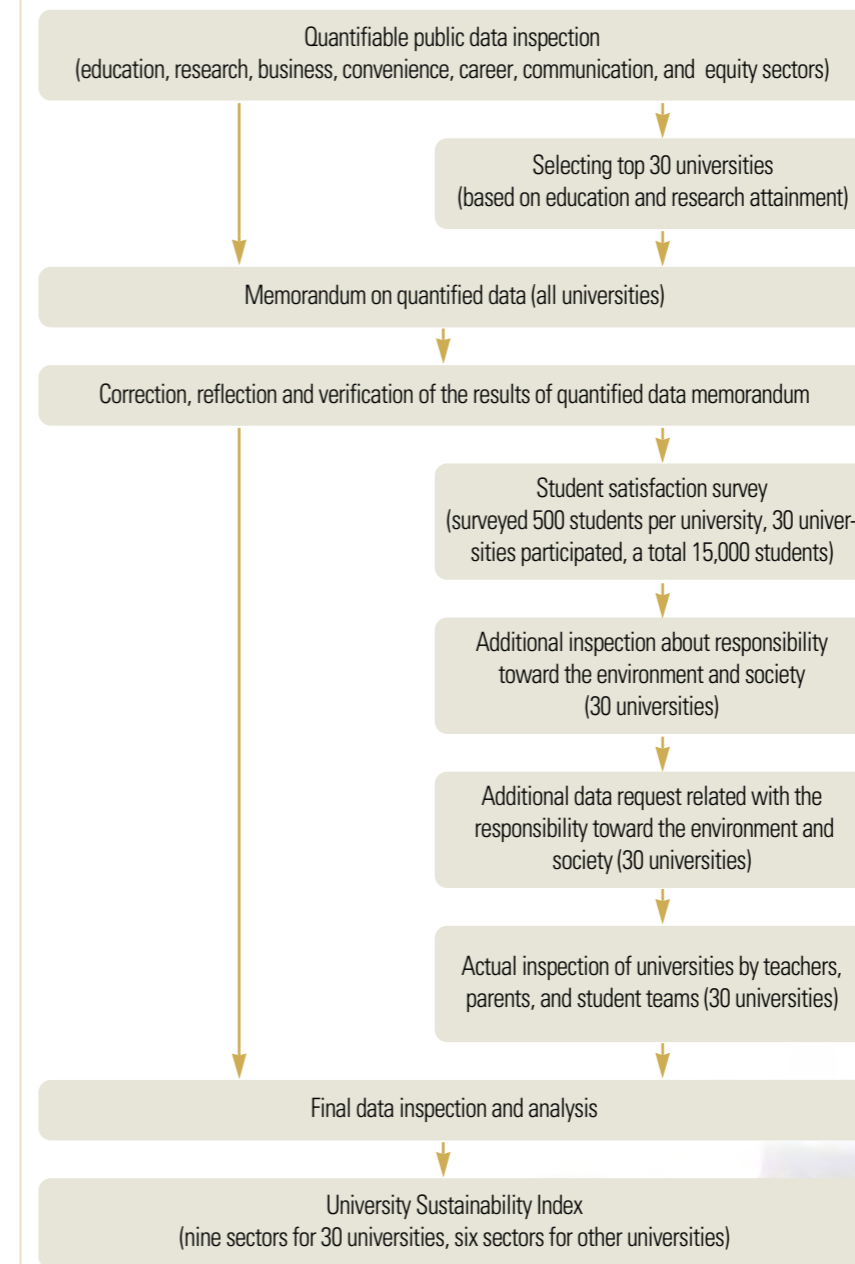 Quantifiable public data inspection
(education, research, business, convenience, career, communication, and equity sectors)
Selecting top 30 universities
(based on education and research attainment)
Memorandum on quantified data (all universities)
Correction, reflection and verification of the results of quantified data memorandum
Student satisfaction survey
(surveyed 500 students per university, 30 univer-
sities participated, a total 15,000 students)
Additional inspection about responsibility
toward the environment and society
(30 universities)
Additional data request related with the
responsibility toward the environment and
society (30 universities)
Actual inspection of universities by teachers,
parents, and student teams (30 universities)
Final data inspection and analysis
University Sustainability Index
(nine sectors for 30 universities, six sectors for other universities)